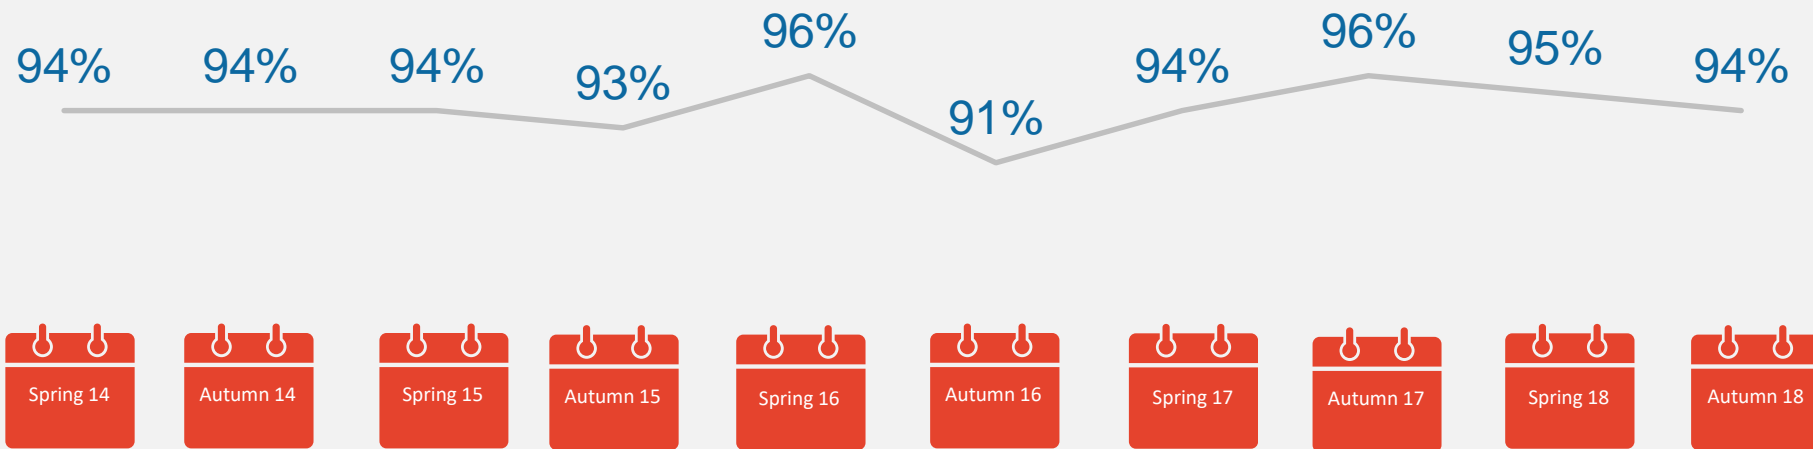 94%
94%
94%
93%
96%
91%
94%
96%
95%
94%
Spring 14
Autumn 14
Spring 15
Autumn 15
Spring 16
Autumn 16
Spring 17
Autumn 17
Spring 18
Autumn 18